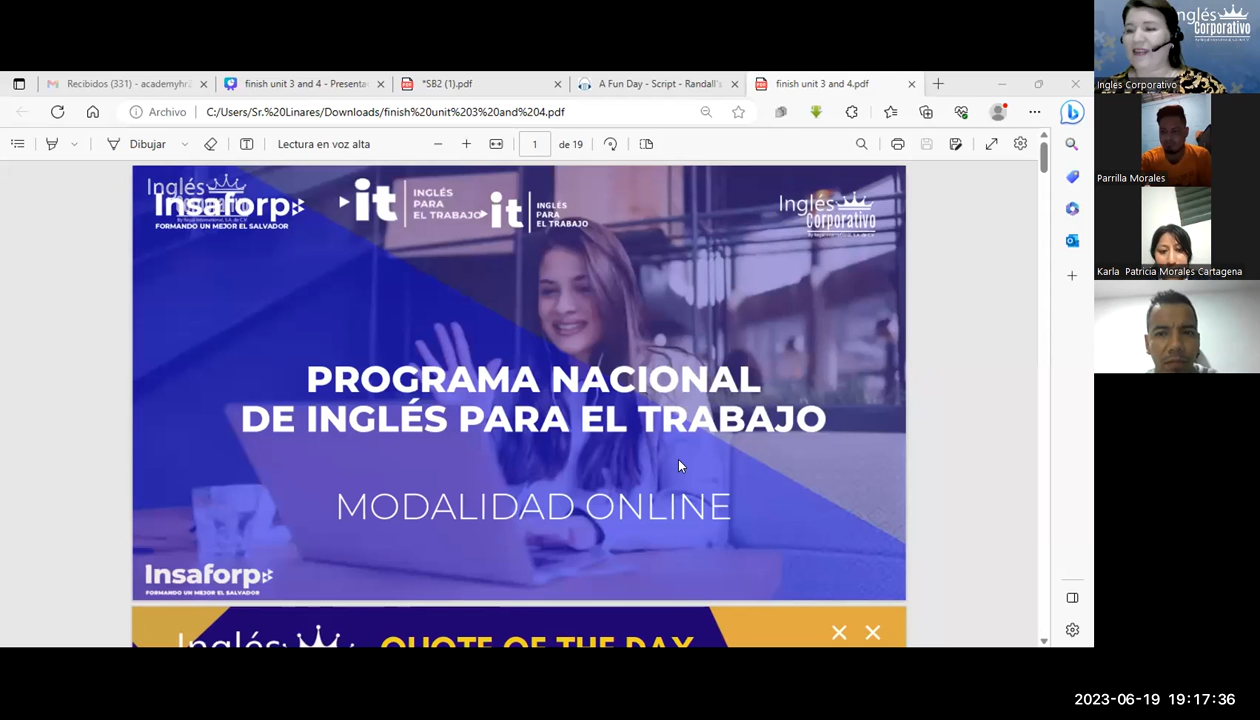 Recibidos (331) - academyhr
finish unit 3 and 4 - Presenta
*SB2 (1).pdf
A Fun Day - Script - Randall's
finish unit 3 and 4.pdf
Archivo
C:/Users/Sr.%20Linares/Downloads/finish%20unit%203%20and%204.pdf
Dibujar
Lectura en voz alta
1
de 19
Inglés
Insaforp
FORMANDO UN MEJOR EL SALVADOR
it
INGLÉS
PARA
EL TRABAJO
it
INGLÉS
PARA
EL TRABAJO
Inglés
Corporativo
PROGRAMA NACIONAL
DE INGLÉS PARA EL TRABAJO
MODALIDAD ONLINE
Insaforp
FORMANDO UN MEJOR EL SALVADOR
Inglés
QUOTE OF THE DAY
Inglés
Corporativo
Inglés Corporativo
Parrilla Morales
Karla Patricia Morales Cartagena
2023-06-19 19:17:36